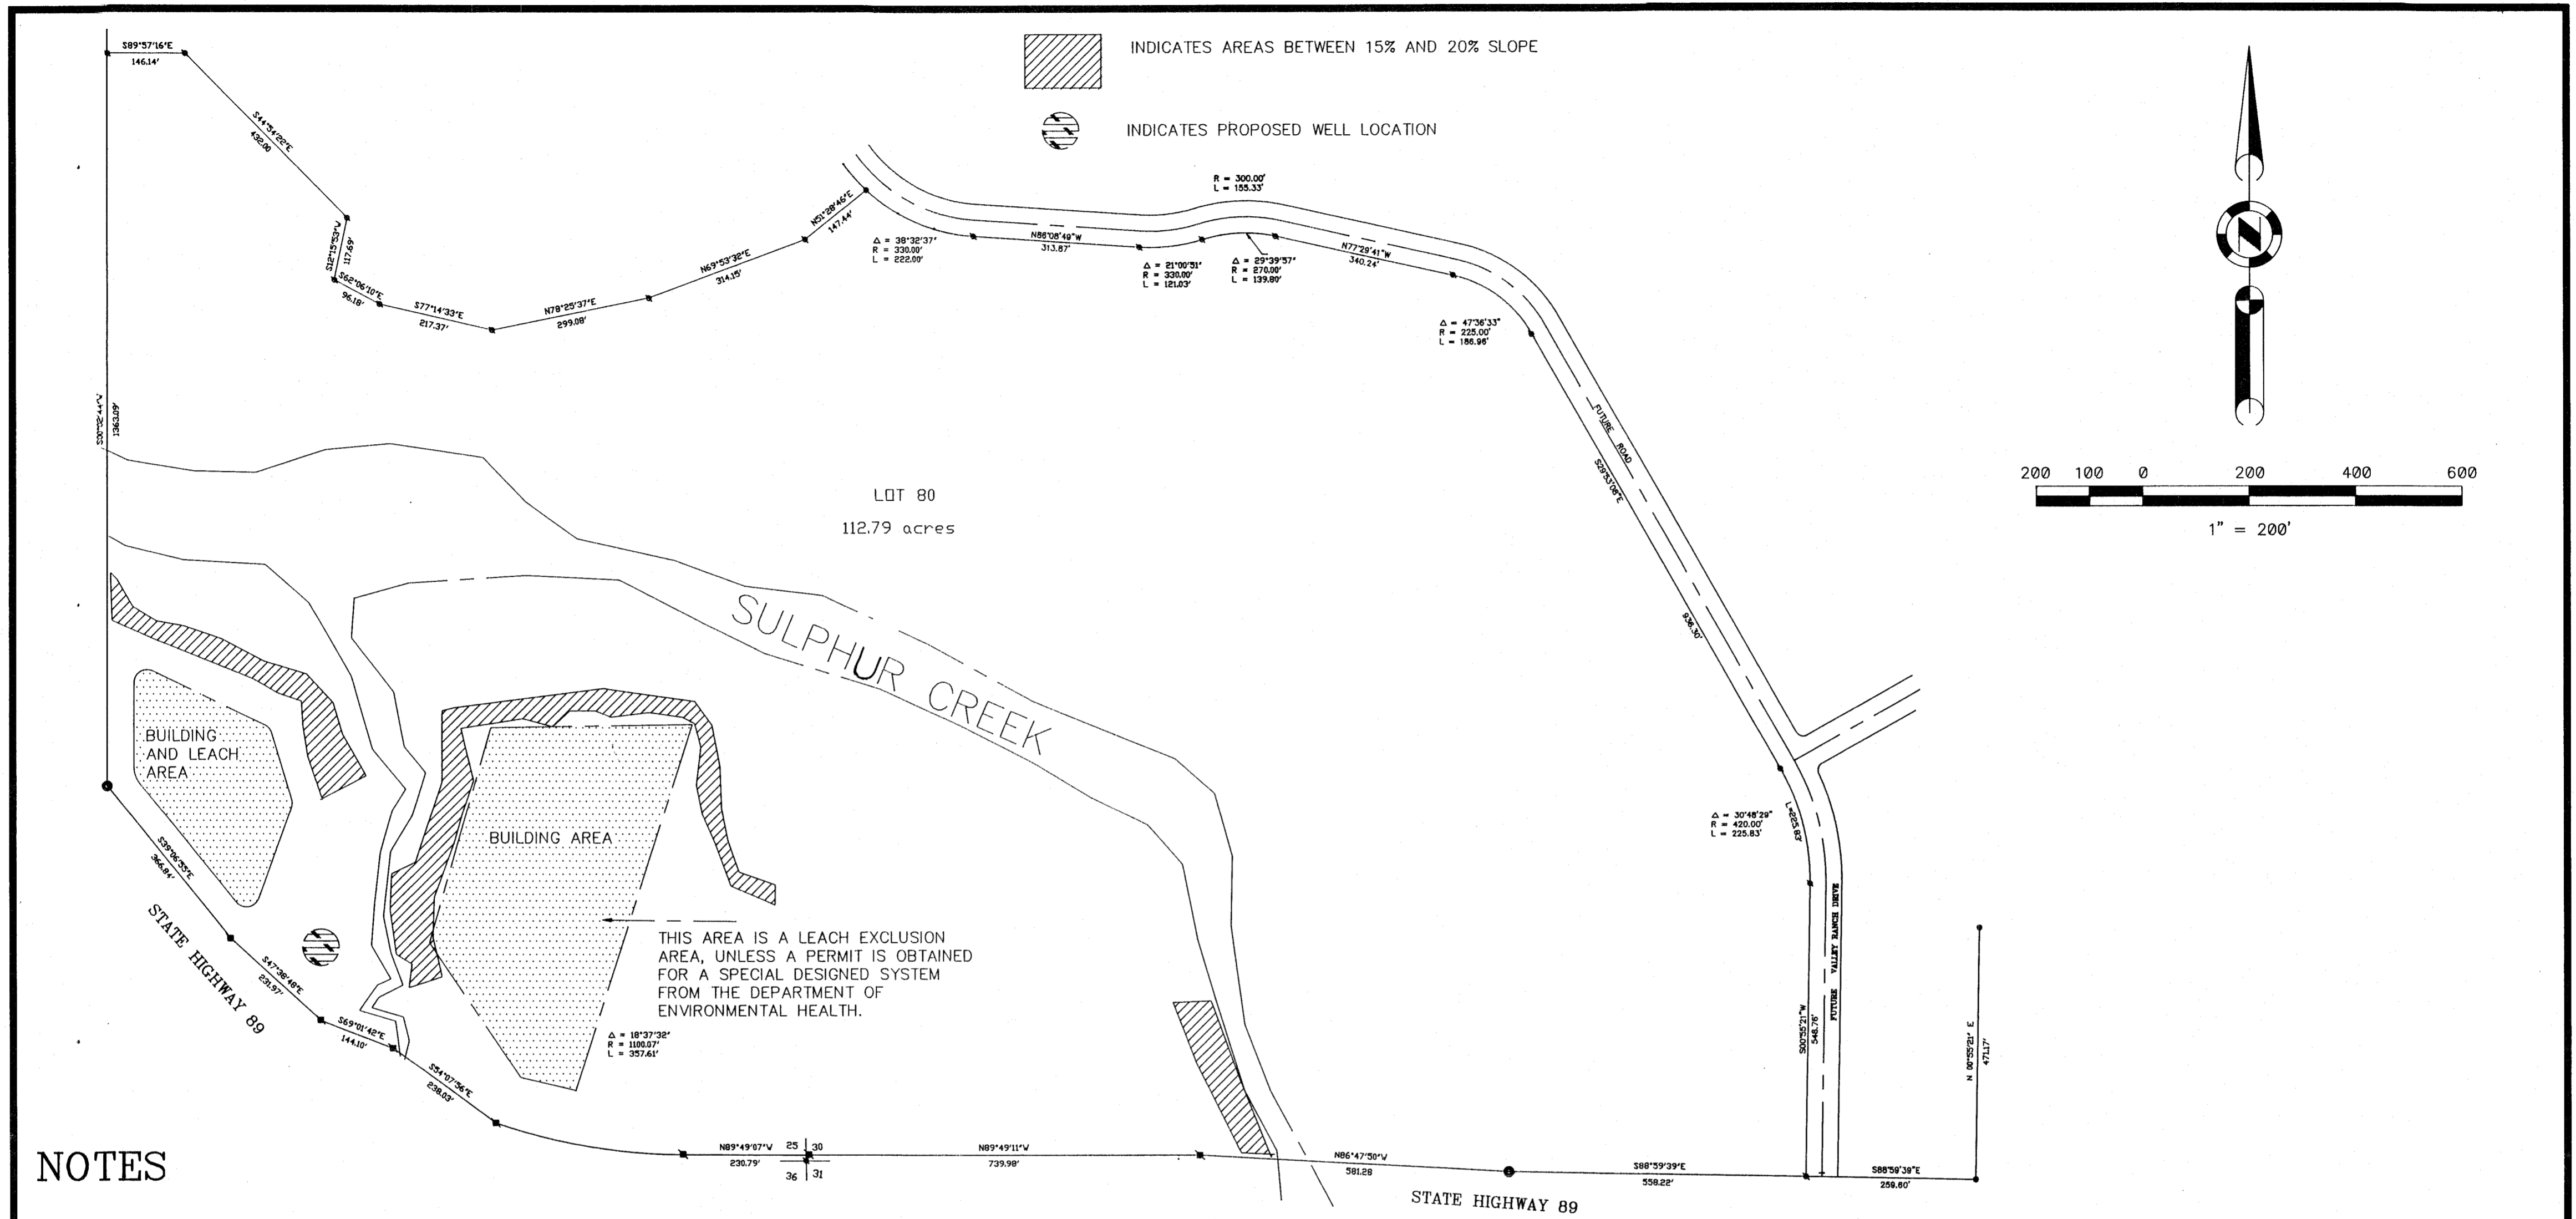 S89°57'16"E
146.14'
S44°54'22"E
432.00
S12°15'53"W
117.69'
S62°06'10"E
96.18'
S77°14'33"E
217.37'
N78°25'37"E
299.08'
N69°53'32"E
314.15'
N51°28'46"E
147.44'
INDICATES AREAS BETWEEN 15% AND 20% SLOPE
INDICATES PROPOSED WELL LOCATION
R = 300.00'
L = 155.33'
Δ = 38°32'37"
R = 330.00'
L = 222.00'
N86°08'49"W
313.87'
Δ = 21°00'51"
R = 330.00'
L = 121.03'
Δ = 29°39'57"
R = 270.00'
L = 139.80'
N77°29'41"W
340.24'
Δ = 47°36'33"
R = 225.00'
L = 186.96'
N
200 100 0 200 400 600
1" = 200'
FUTURE ROAD
S29°53'08"E
936.30'
S00°02'44"W
1363.09'
LOT 80
112.79 acres
SULPHUR CREEK
BUILDING
AND LEACH
AREA
BUILDING AREA
THIS AREA IS A LEACH EXCLUSION
AREA, UNLESS A PERMIT IS OBTAINED
FOR A SPECIAL DESIGNED SYSTEM
FROM THE DEPARTMENT OF
ENVIRONMENTAL HEALTH.
Δ = 18°37'32"
R = 1100.07'
L = 357.61'
Δ = 30°48'29"
R = 420.00'
L = 225.83'
L=225.83'
S00°55'21"W
548.76'
FUTURE VALLEY RANCH DRIVE
N 00°55'21" E
471.17'
S39°06'55"E
366.84'
STATE HIGHWAY 89
S47°38'48"E
231.97'
S69°01'42"E
144.10'
S54°07'56"E
238.03'
N89°49'07"W
230.79'
25 30
36 31
N89°49'11"W
739.98'
N86°47'50"W
581.28
S88°59'39"E
558.22'
S88°59'39"E
259.60'
STATE HIGHWAY 89
NOTES